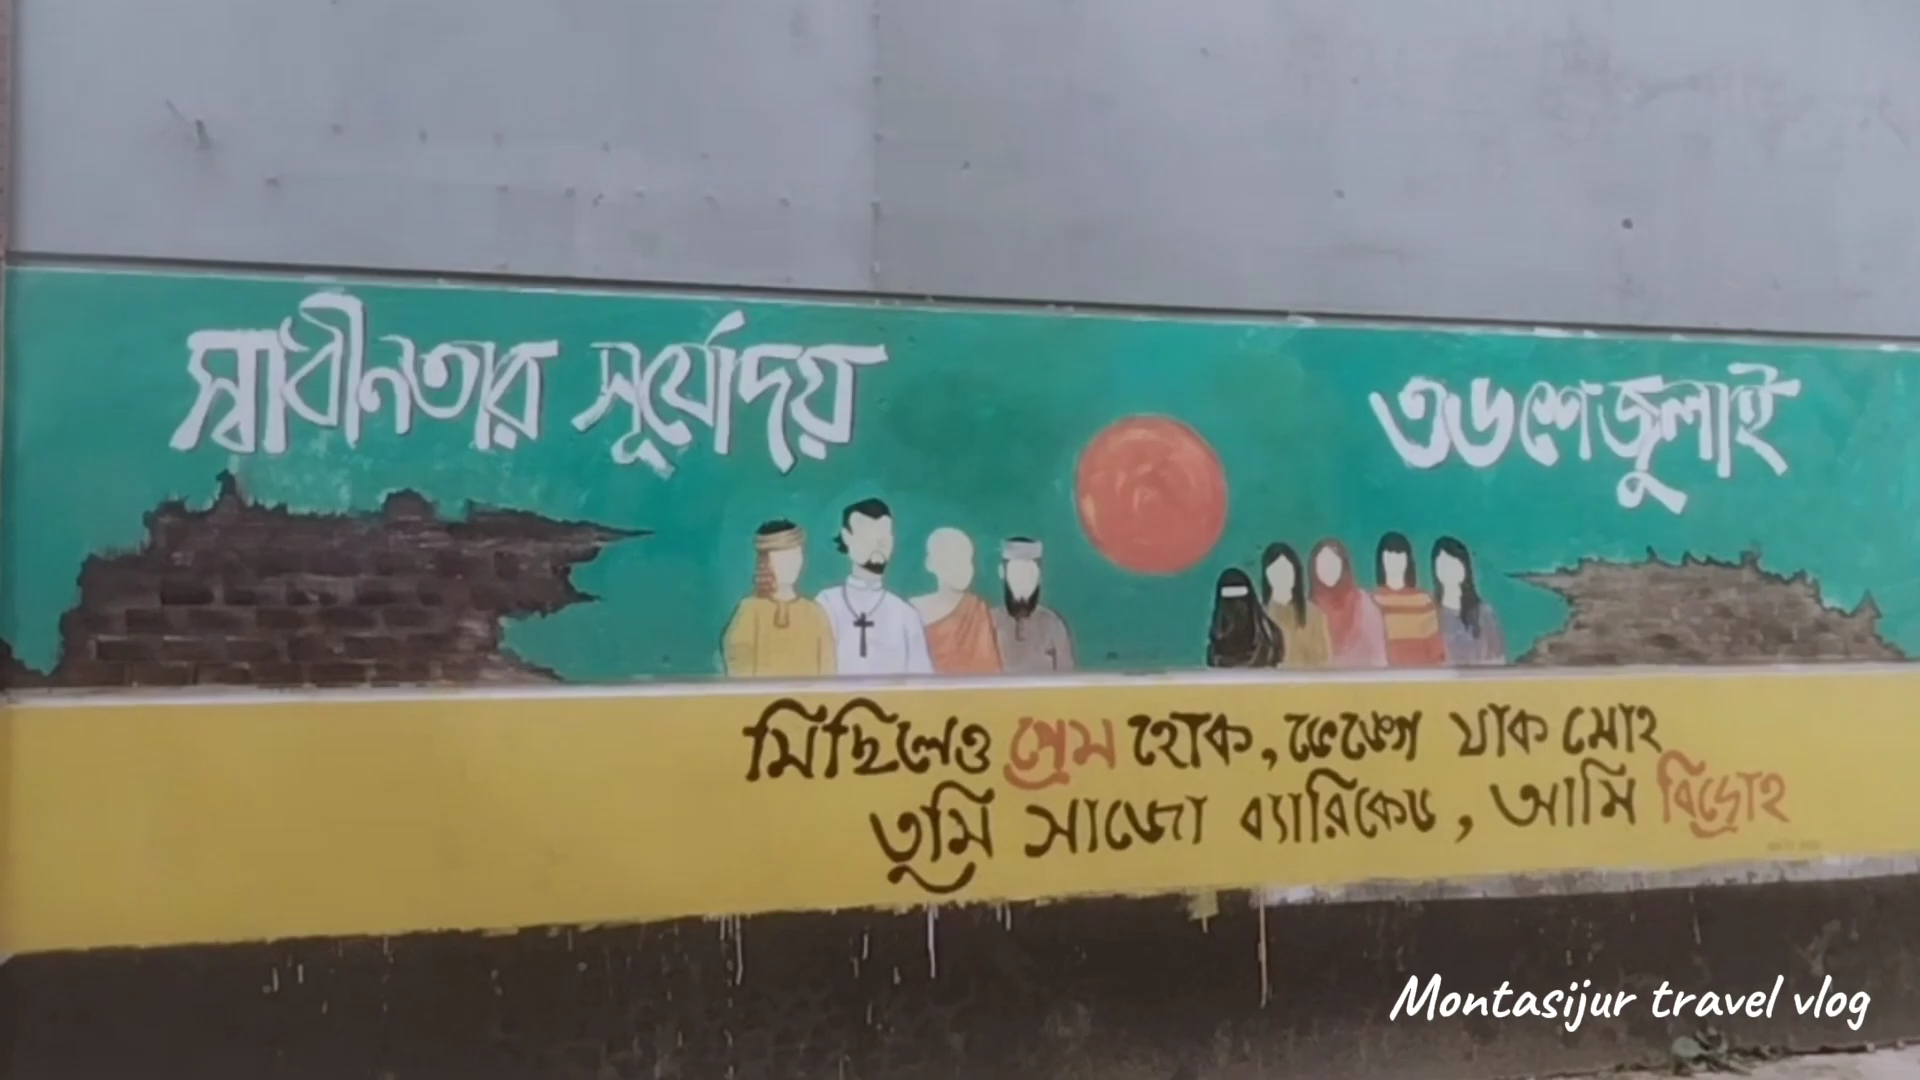 স্বাধীনতার সূর্যোদয়
৩৬শে জুলাই
মিছিলেও প্রেম হোক, ভেঙ্গে যাক মোহ
তুমি সাজো ব্যারিকেড, আমি বিদ্রোহ
Montasijur travel vlog